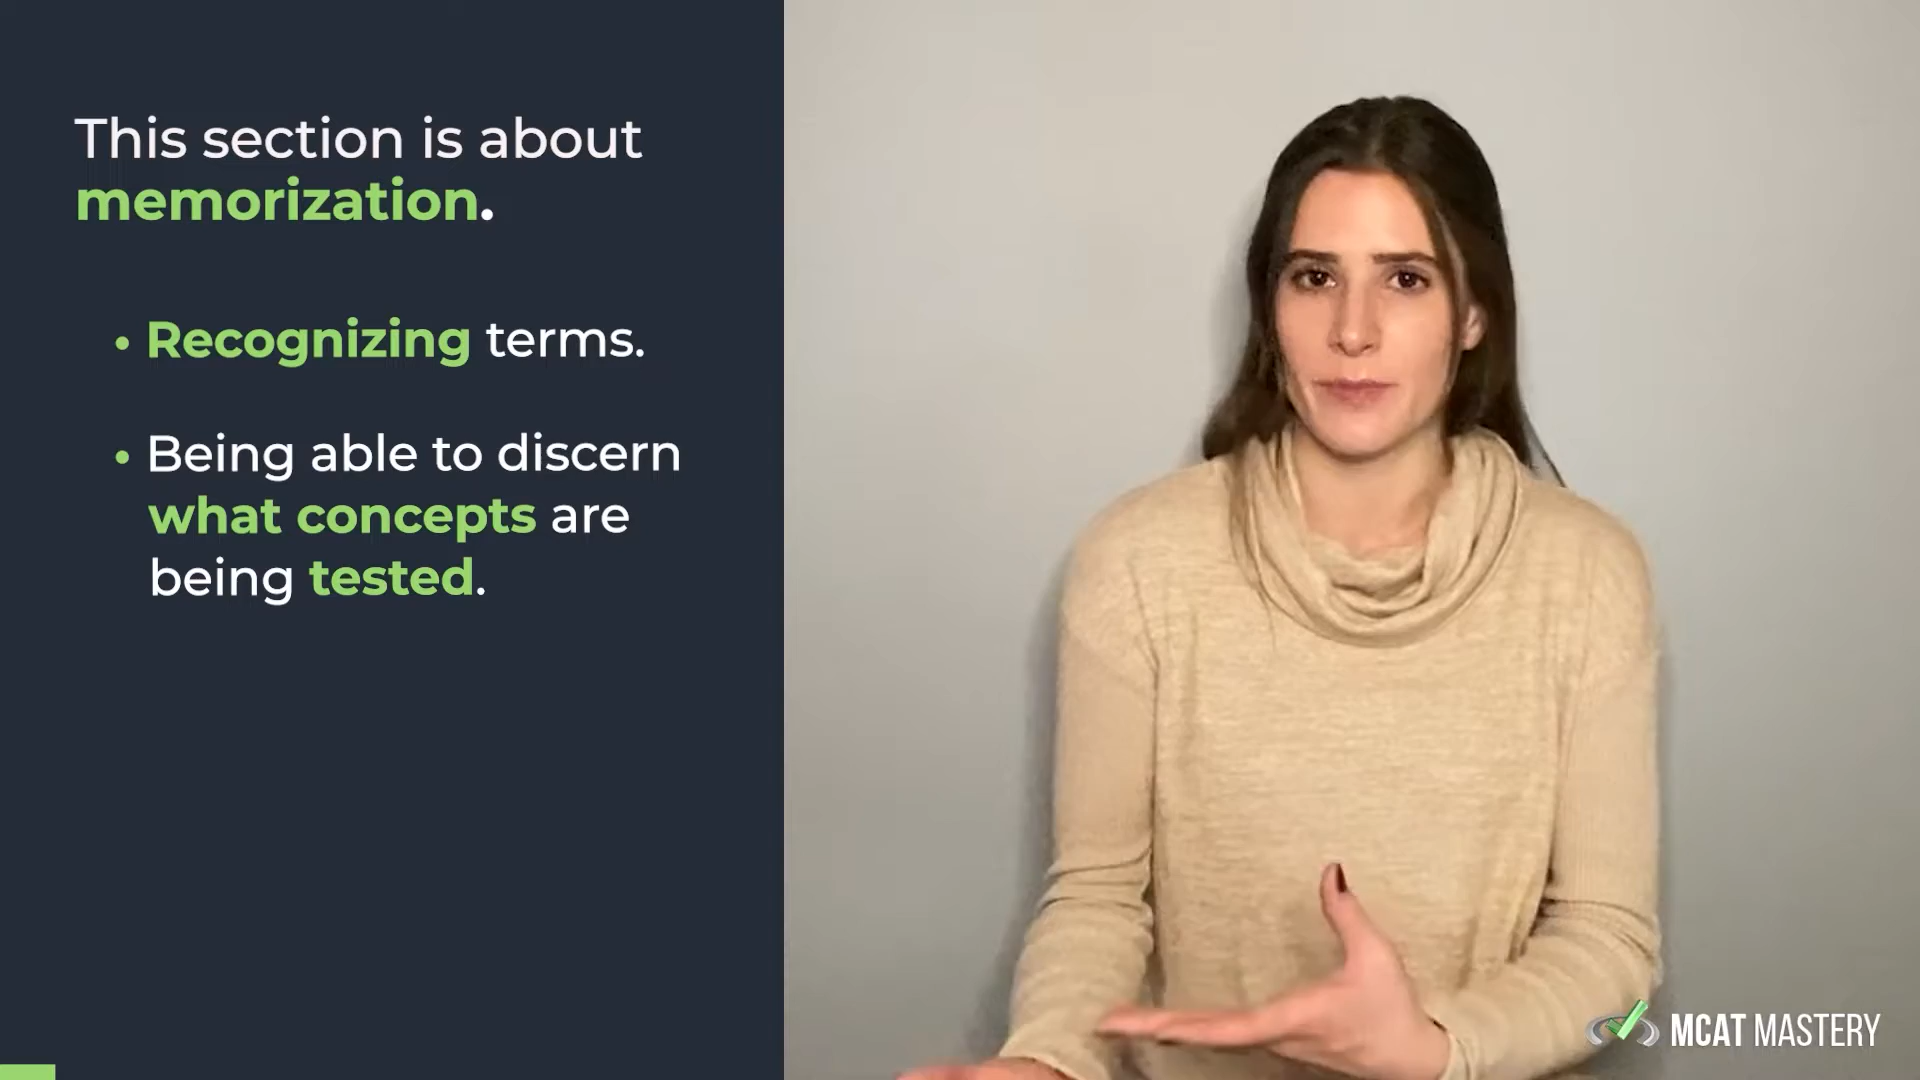 This section is about
memorization.
• Recognizing terms.
• Being able to discern
what concepts are
being tested.
MCAT MASTERY